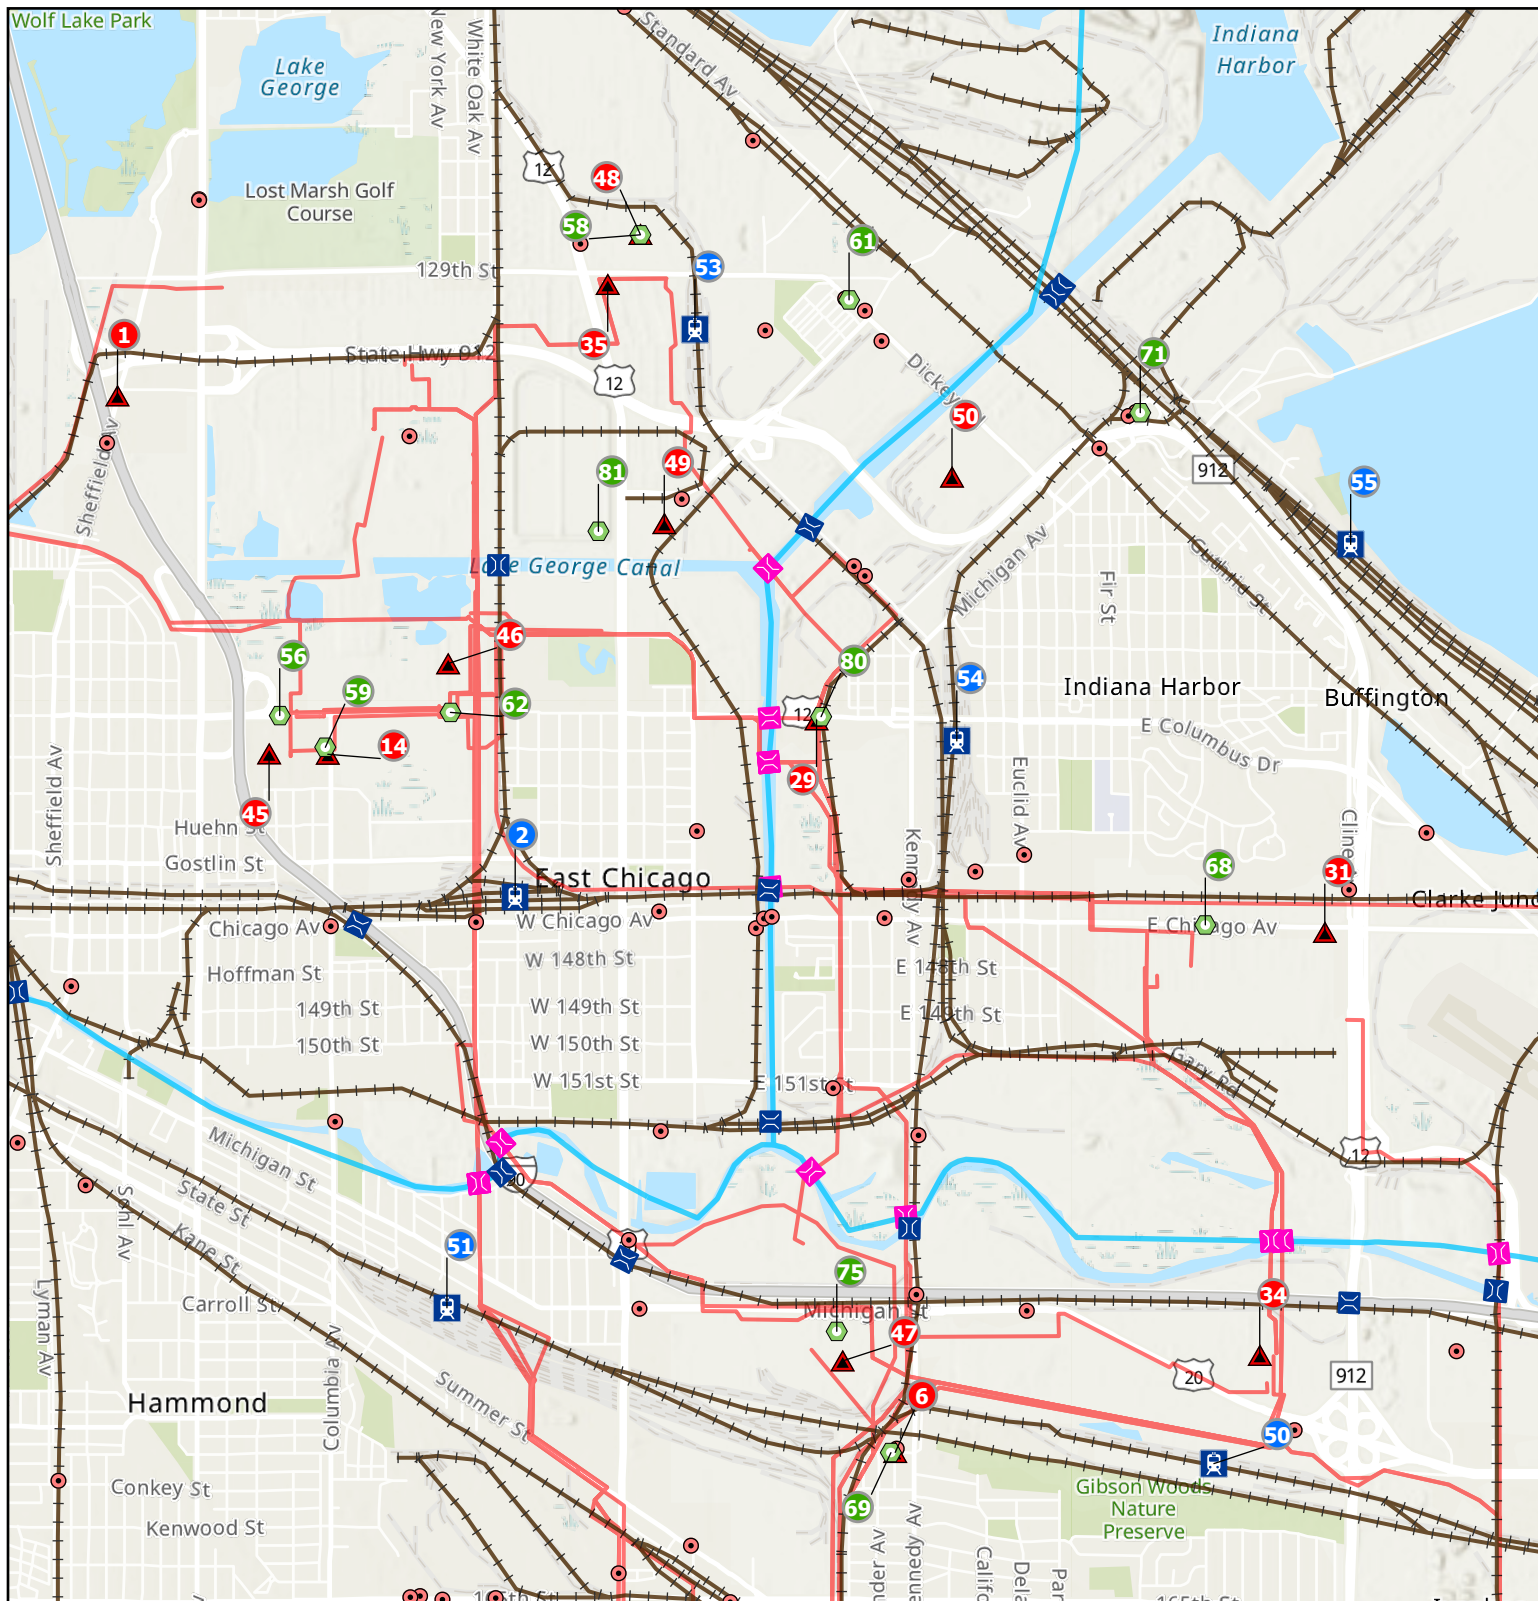 Wolf Lake Park
Lake
George
New York Av
White Oak Av
Standard Av
Indiana
Harbor
12
48
Lost Marsh Golf
Course
58
61
129th St
53
1
35
State Hwy 912
12
71
Dickey
50
Sheffield Av
81
49
912
55
Lake George Canal
Michigan Av
Guthrie St
Fir St
46
56
59
62
80
54
Indiana Harbor
Buffington
12
E Columbus Dr
14
29
45
Sheffield Av
Huehn St
Gostlin St
2
Euclid Av
Cline
Kennedy Av
East Chicago
68
31
Clarke Junc
Chicago Av
W Chicago Av
E Chicago Av
Hoffman St
W 148th St
E 148th St
149th St
W 149th St
E 149th St
150th St
W 150th St
W 151st St
E 151st St
Gary Rd
12
Michigan St
20
State St
Sohl Av
Kane St
51
75
Lyman Av
Carroll St
Michigan St
34
47
Columbia Av
20
912
Hammond
Summer St
6
50
Conkey St
Gibson Woods
Nature
Preserve
69
Kenwood St
Kennedy Av
165th St